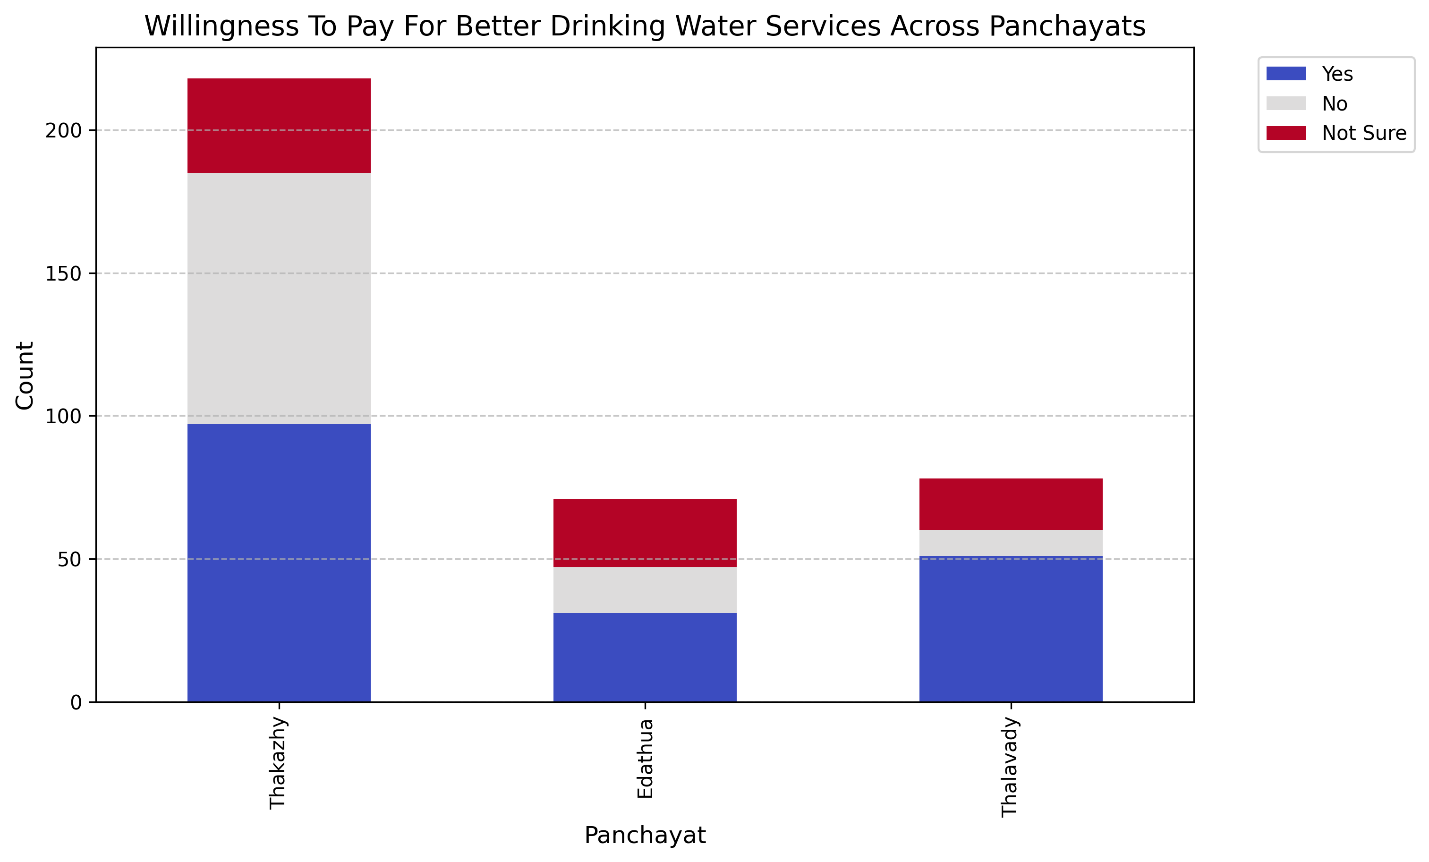 Willingness To Pay For Better Drinking Water Services Across Panchayats
Yes
No
Not Sure
200
150
100
50
0
Count
Thakazhy
Edathua
Thalavady
Panchayat